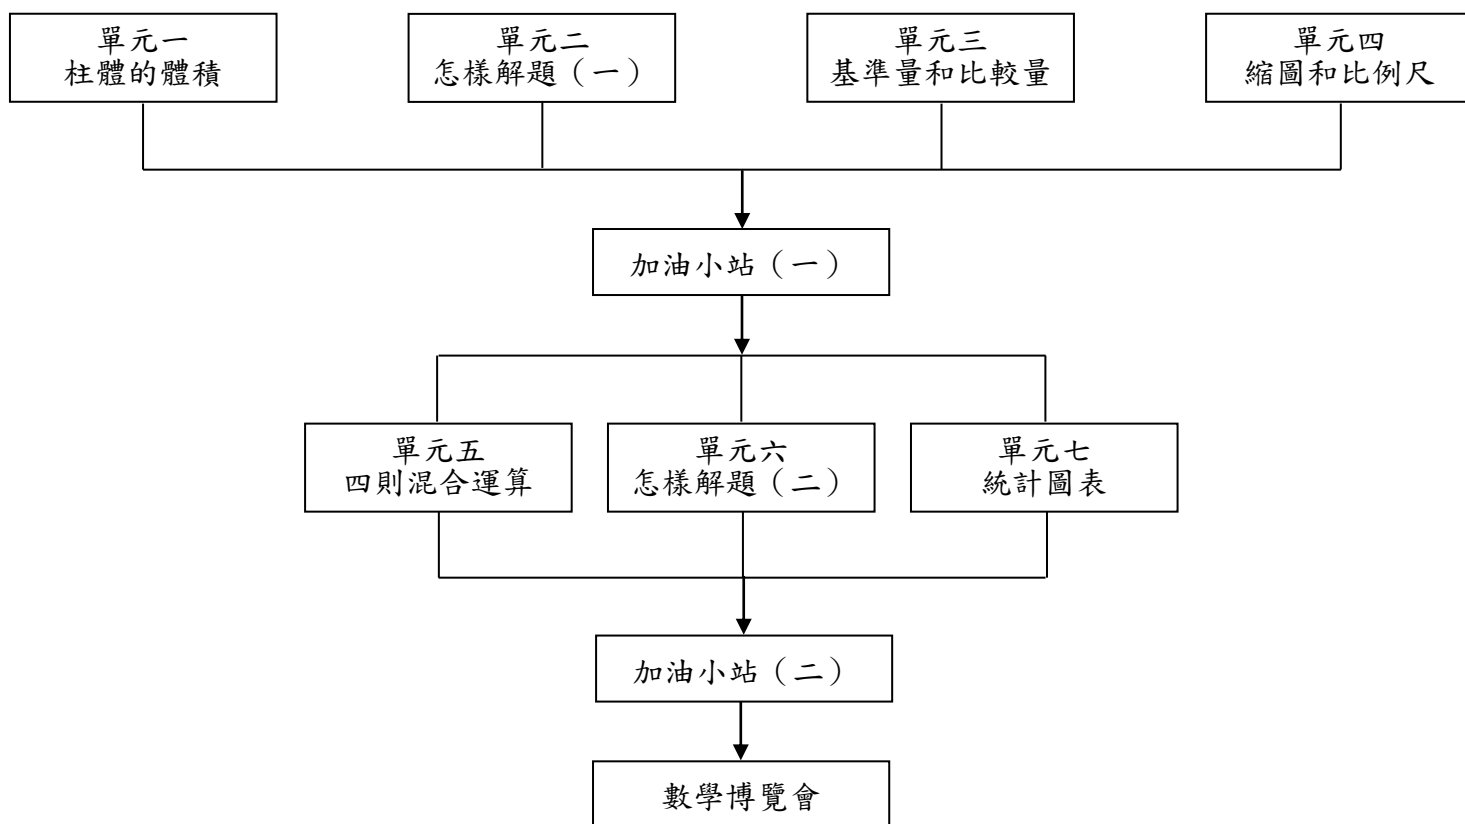 單元一
柱體的體積
單元二
怎樣解題（一）
單元三
基準量和比較量
單元四
縮圖和比例尺
加油小站（一）
單元五
四則混合運算
單元六
怎樣解題（二）
單元七
統計圖表
加油小站（二）
數學博覽會